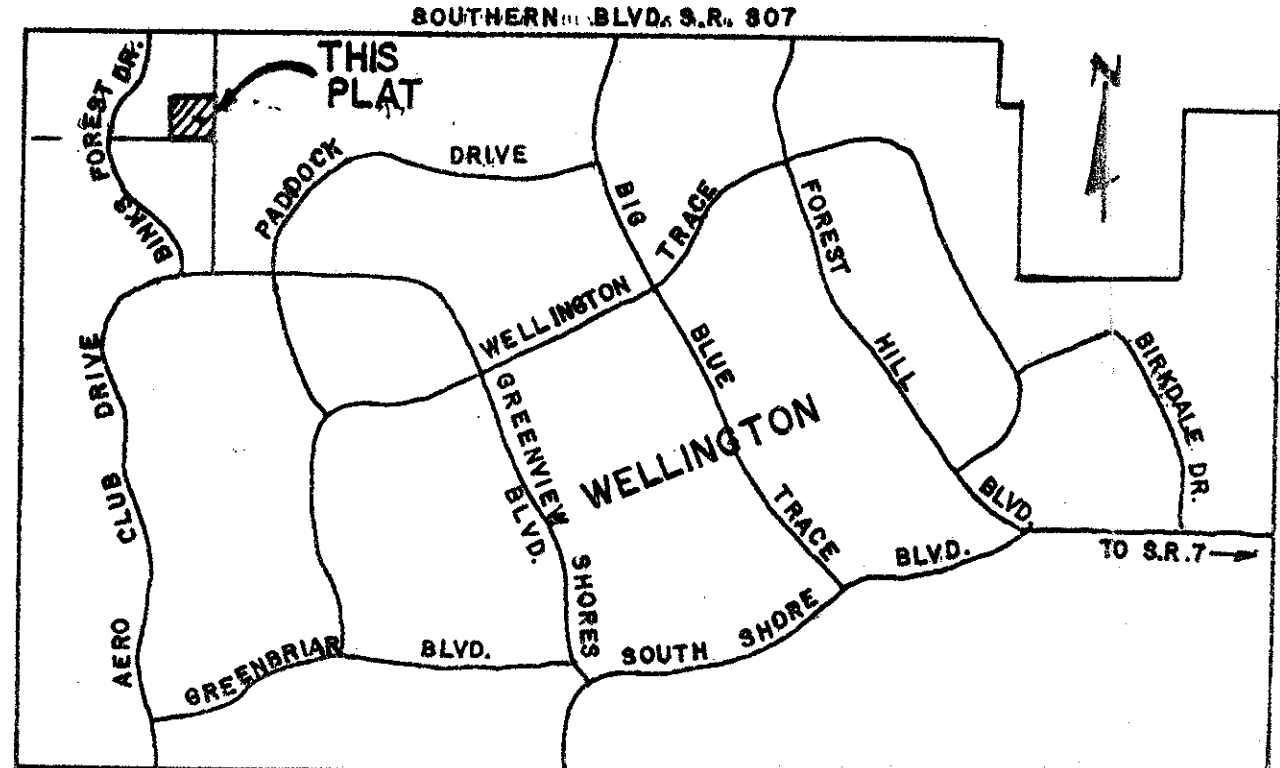 SOUTHERN BLVD. S.R. 807
THIS
PLAT
N
BINKS FOREST DR.
PADDOCK DRIVE
BIG BLUE TRACE
WELLINGTON TRACE
FOREST HILL BLVD.
BIRKDALE DR.
AERO CLUB DRIVE
GREENVIEW SHORES
BLVD.
WELLINGTON
TO S.R.7
GREENBRIAR BLVD.
SOUTH SHORE BLVD.